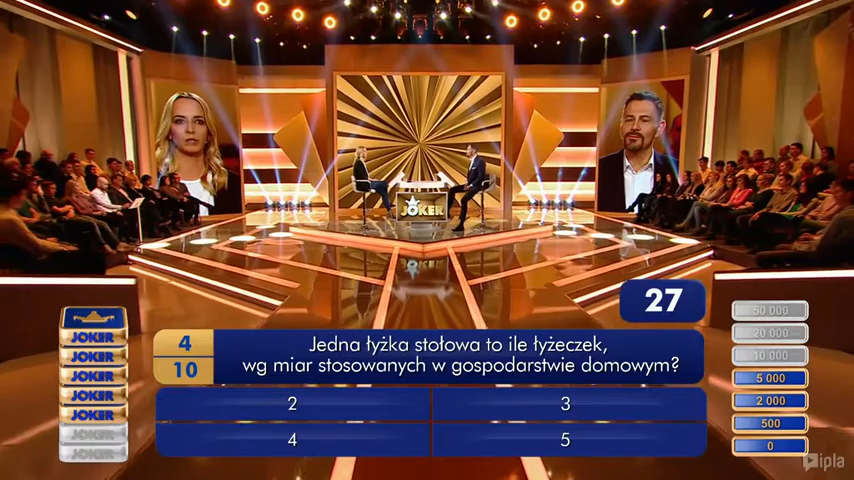 JOKER
27
50 000
20 000
10 000
5 000
2 000
500
0
JOKER
JOKER
JOKER
JOKER
JOKER
JOKER
JOKER
4
10
Jedna łyżka stołowa to ile łyżeczek,
wg miar stosowanych w gospodarstwie domowym?
2
3
4
5
ipla